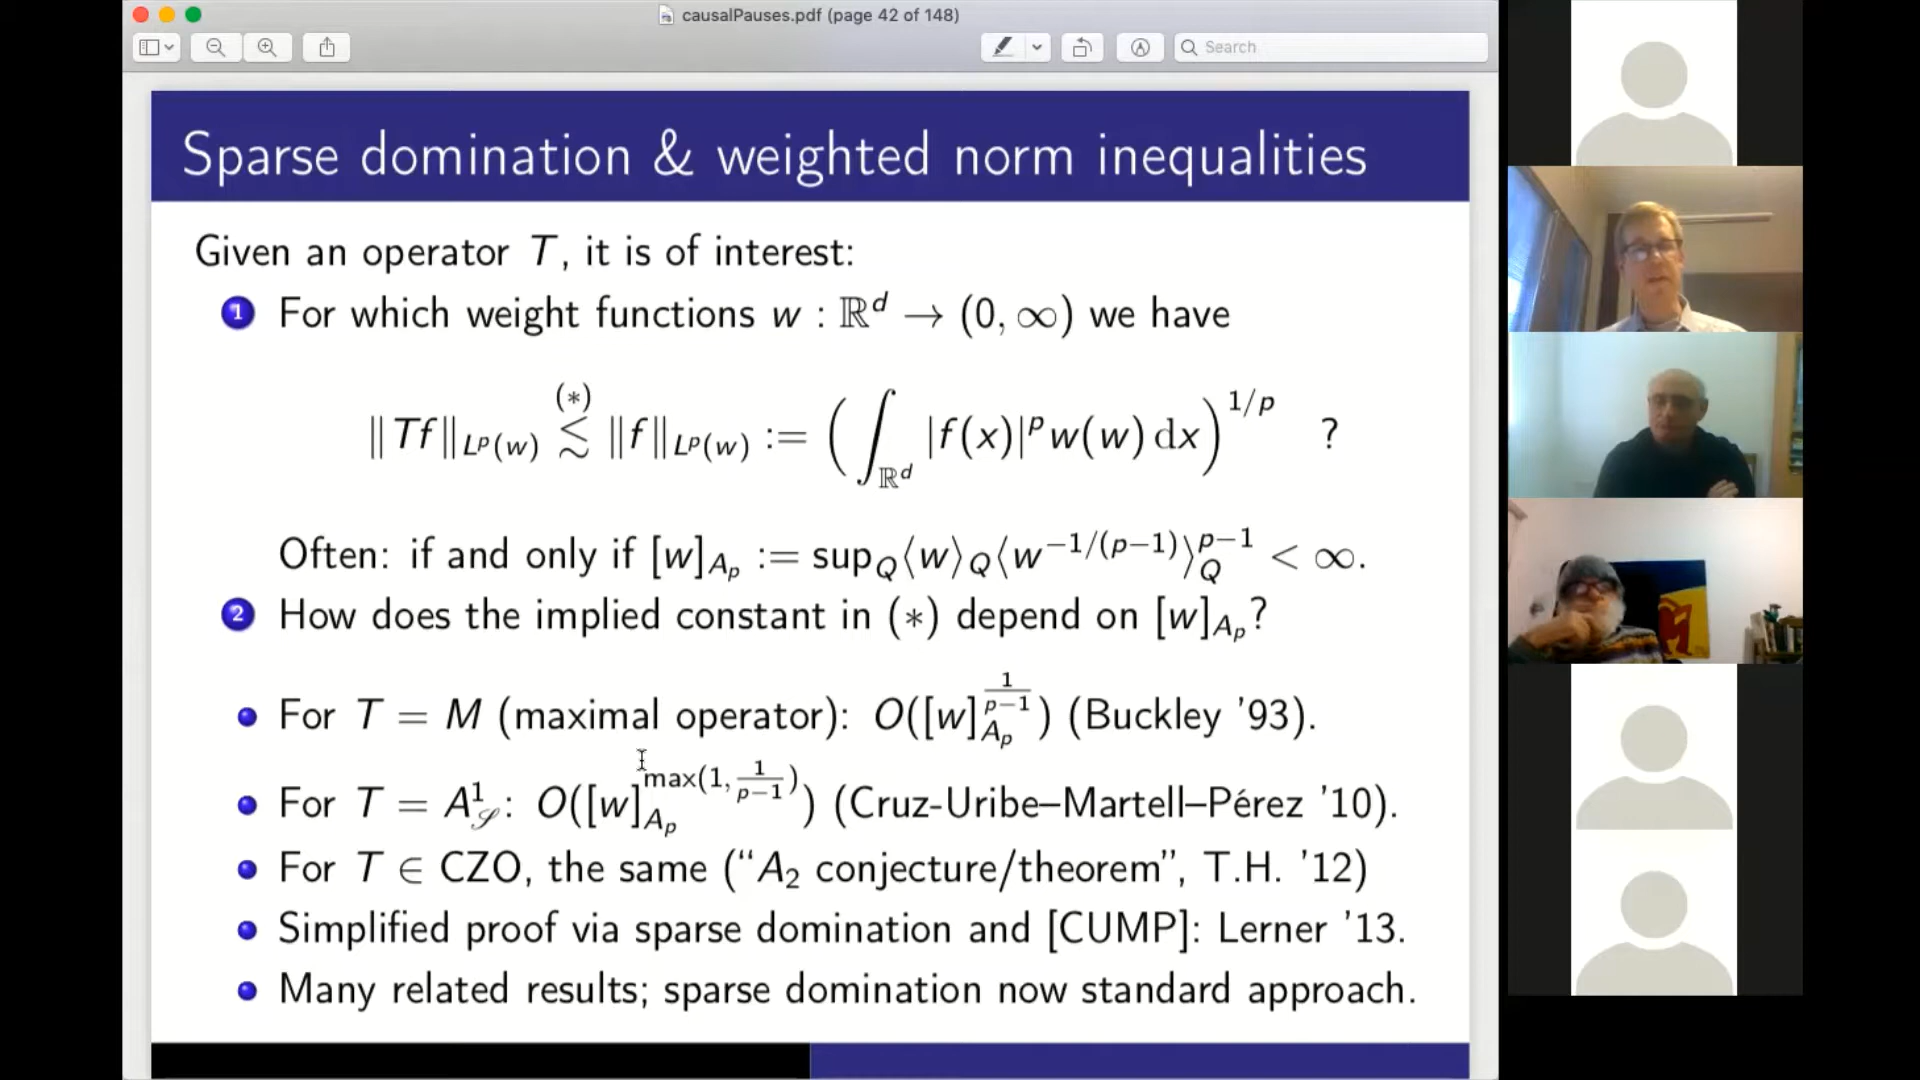 causalPauses.pdf (page 42 of 148)
Search
Sparse domination & weighted norm inequalities
Given an operator T, it is of interest:
1 For which weight functions w : ℝ^d → (0, ∞) we have
‖Tf‖_{L^p(w)} ≲^{(*)} ‖f‖_{L^p(w)} := (∫_{ℝ^d} |f(x)|^p w(w) dx)^{1/p} ?
Often: if and only if [w]_{A_p} := sup_Q⟨w⟩_Q⟨w^{−1/(p−1)}⟩_Q^{p−1} < ∞.
2 How does the implied constant in (*) depend on [w]_{A_p}?
• For T = M (maximal operator): O([w]_{A_p}^{\frac{1}{p−1}}) (Buckley '93).
• For T = A^1_𝒮: O([w]_{A_p}^{max(1,\frac{1}{p−1})}) (Cruz-Uribe–Martell–Pérez '10).
• For T ∈ CZO, the same (“A_2 conjecture/theorem”, T.H. '12)
• Simplified proof via sparse domination and [CUMP]: Lerner '13.
• Many related results; sparse domination now standard approach.